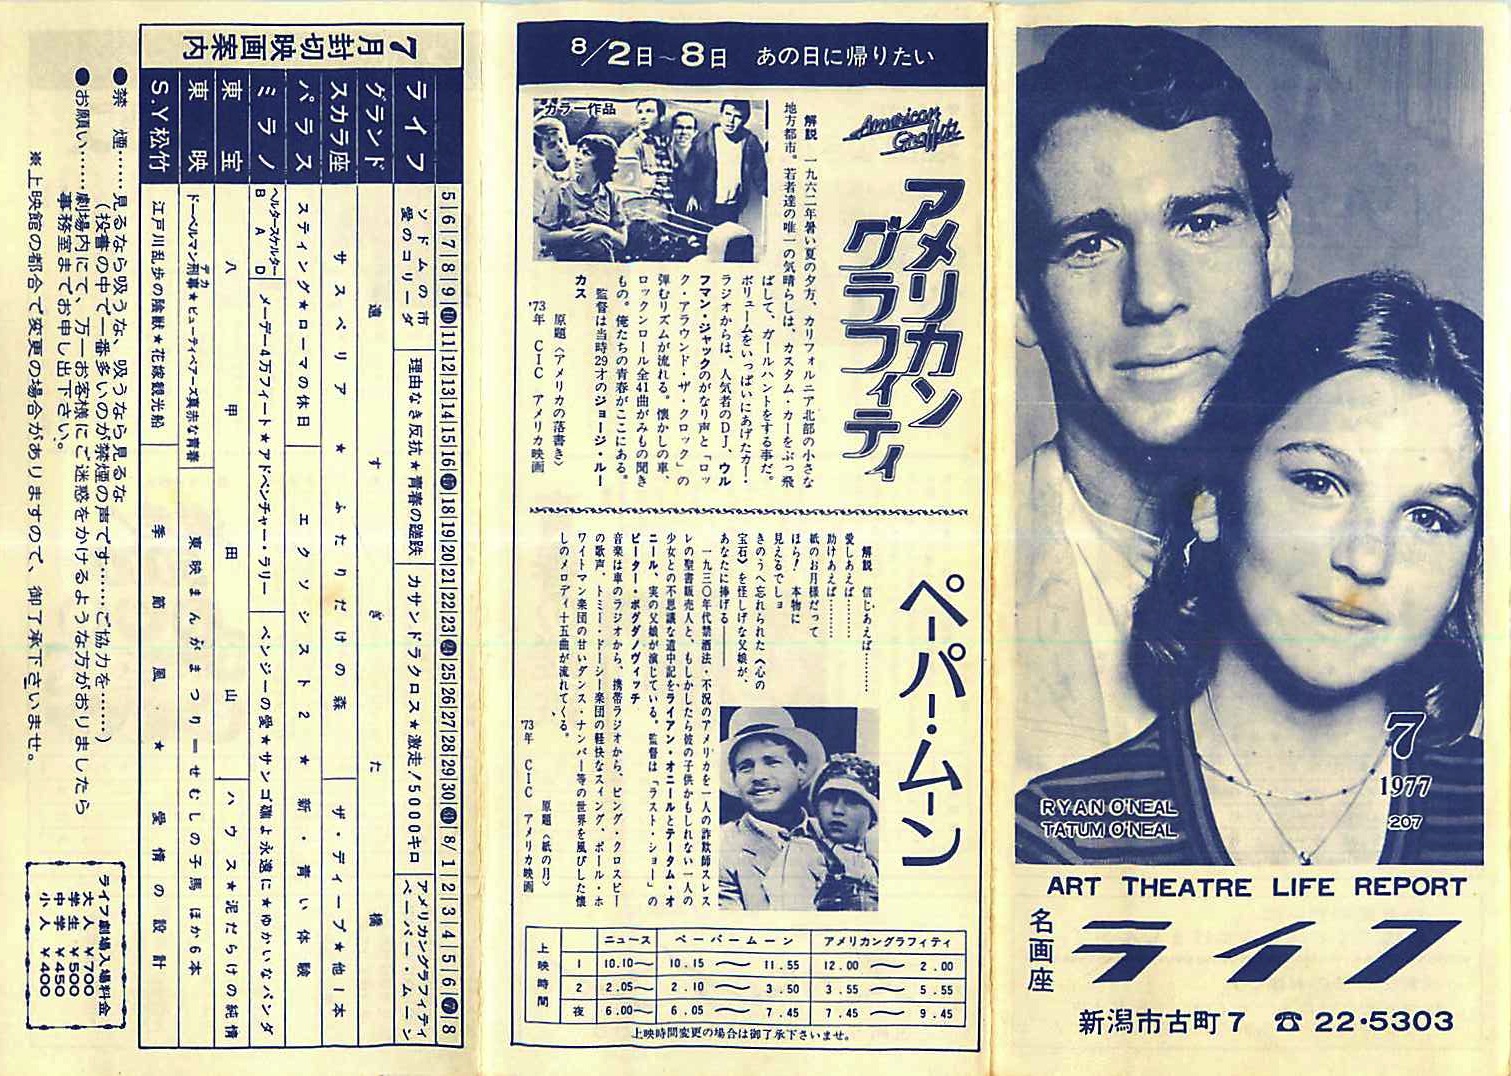 7月封切映画案内
5 6 7 8 9 ⑩ 11 12 13 14 15 16 ⑰ 18 19 20 21 22 23 ㉔ 25 26 27 28 29 30 ㉛ 8/1 2 3 4 5 6 ⑦ 8
ライフ
ソドムの市
愛のコリーダ
理由なき反抗★青春の蹉跌
カサンドラクロス★激走！5000キロ
アメリカングラフィティ
ペーパー・ムーン
グランド
遠すぎた橋
スカラ座
サスペリア★ふたりだけの森
ザ・ディープ★他1本
パラス
スティング★ローマの休日
エクソシスト2★新・青い体験
ミラノ
ヘルタースケルター
A D
B
メーデー4万フィート★アドベンチャー・ラリー
ベンジーの愛★サンゴ礁よ永遠に★ゆかいなパンダ
東宝
八甲田山
ハウス★泥だらけの純情
東映
ドーベルマン刑事★ビューティペアー真赤な青春
デカ
東映まんがまつり―せむしの子馬 ほか6本
S.Y松竹
江戸川乱歩の陰獣★花嫁観光船
季節風・★愛情の設計
●禁 煙……見るなら吸うな、吸うなら見るな
（投書の中で一番多いのが禁煙の声です……ご協力を……）
●お願い……劇場内にて、万一お客様にご迷惑をかけるような方がおりましたら
事務室までお申し出下さい。
※上映館の都合で変更の場合がありますので、御了承下さいませ。
ライフ劇場入場料金
大人 ¥700
学生 ¥500
中学 ¥450
小人 ¥400
8/2日～8日 あの日に帰りたい
カラー作品
American
Graffiti
アメリカン
グラフィティ
解説 一九六二年暑い夏の夕方、カリフォルニア北部の小さな
地方都市。若者達の唯一の気晴らしは、カスタム・カーをぶっ飛
ばして、ガールハントをする事だ。
ボリュームをいっぱいにあげたカー・
ラジオからは、人気者のDJ、ウル
フマン・ジャックのがなり声と「ロッ
ク・アラウンド・ザ・クロック」の
弾むリズムが流れる。懐かしの車、
ロックンロール全41曲がみもの聞き
もの。俺たちの青春がここにある。
監督は当時29才のジョージ・ルー
カス
原題〈アメリカの落書き〉
'73年 CIC アメリカ映画
ペーパー・ムーン
解説 信じあえば………
愛しあえば………
助けあえば………
紙のお月様だって
ほら！ 本物に
見えるでしョ
きのうへ忘れられた〈心の
宝石〉を怪しげな父娘が、
あなたに捧げる――
一九三〇年代禁酒法・不況のアメリカを一人の詐欺師スレス
レの聖書販売人と、もしかしたら彼の子供かもしれない一人の
少女との不思議な道中記をライアン・オニールとテータム・オ
ニール、実の父娘が演じている。監督は「ラスト・ショー」の
ピーター・ボグダノヴィッチ
音楽は車のラジオから、携帯ラジオから、ビング・クロスビー
の歌声、トミー・ドーシー楽団の軽快なスイング、ポール・ホ
ワイトマン楽団の甘いダンス・ナンバー等の世界を風びした懐
しのメロディ十五曲が流れてくる。
原題〈紙の月〉
'73年 CIC アメリカ映画
上映時間
ニュース ペーパームーン アメリカングラフィティ
1 10.10～ 10.15 ～ 11.55 12.00 ～ 2.00
2 2.05～ 2.10 ～ 3.50 3.55 ～ 5.55
夜 6.00～ 6.05 ～ 7.45 7.45 ～ 9.45
上映時間変更の場合は御了承下さいませ。
7
1977
207
RYAN O'NEAL
TATUM O'NEAL
ART THEATRE LIFE REPORT
名画座
ライフ
新潟市古町7 ☎ 22・5303